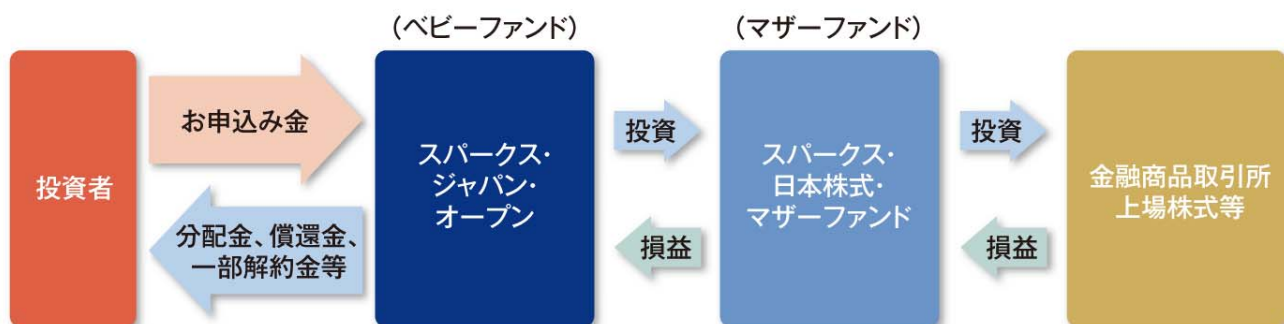 (ベビーファンド)
(マザーファンド)
投資者
お申込み金
分配金、償還金、
一部解約金等
スパークス・
ジャパン・
オープン
投資
損益
スパークス・
日本株式・
マザーファンド
投資
損益
金融商品取引所
上場株式等